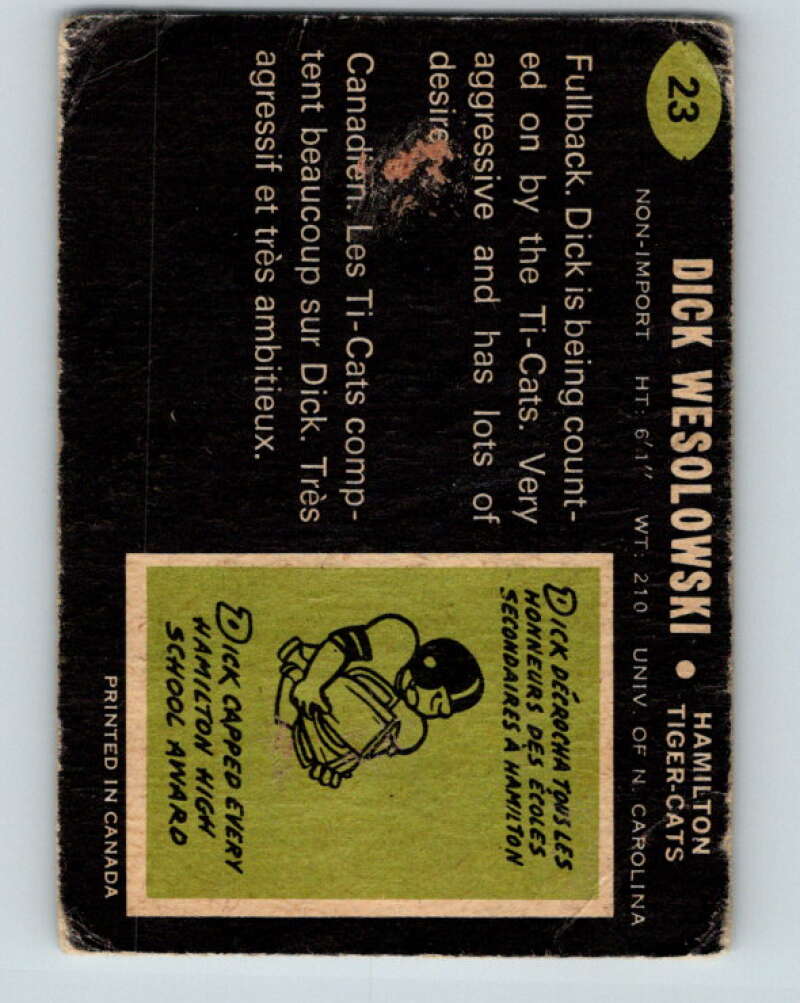 23
DICK WESOLOWSKI • HAMILTON
TIGER-CATS
NON-IMPORT HT: 6'1" WT: 210 UNIV. OF N. CAROLINA
Fullback. Dick is being count-
ed on by the Ti-Cats. Very
aggressive and has lots of
desire.
Canadien. Les Ti-Cats comp-
tent beaucoup sur Dick. Très
agressif et très ambitieux.
DICK DÉCROCHA TOUS LES
HONNEURS DES ÉCOLES
SECONDAIRES À HAMILTON
DICK CAPPED EVERY
HAMILTON HIGH
SCHOOL AWARD
PRINTED IN CANADA